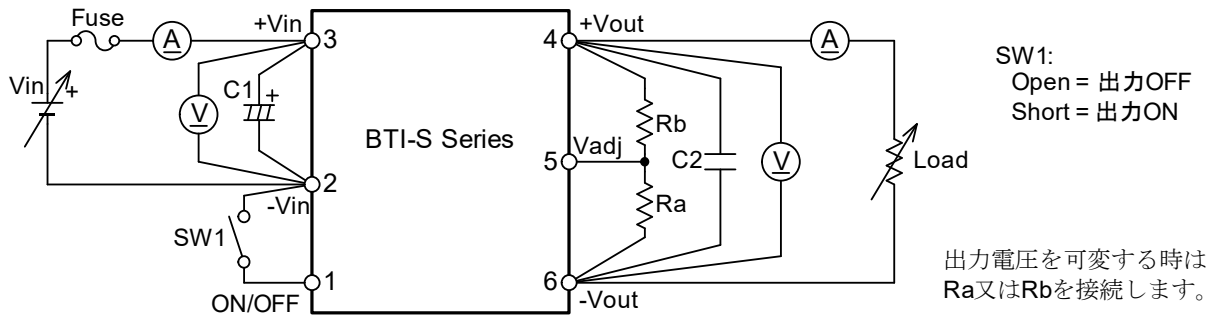 Fuse
A
+Vin
3
Vin
+
V
C1
+
2
-Vin
SW1
1
ON/OFF
BTI-S Series
4
+Vout
A
Rb
5
Vadj
C2
V
Ra
Load
6
-Vout
SW1:
Open = 出力OFF
Short = 出力ON
出力電圧を可変する時は
Ra又はRbを接続します。